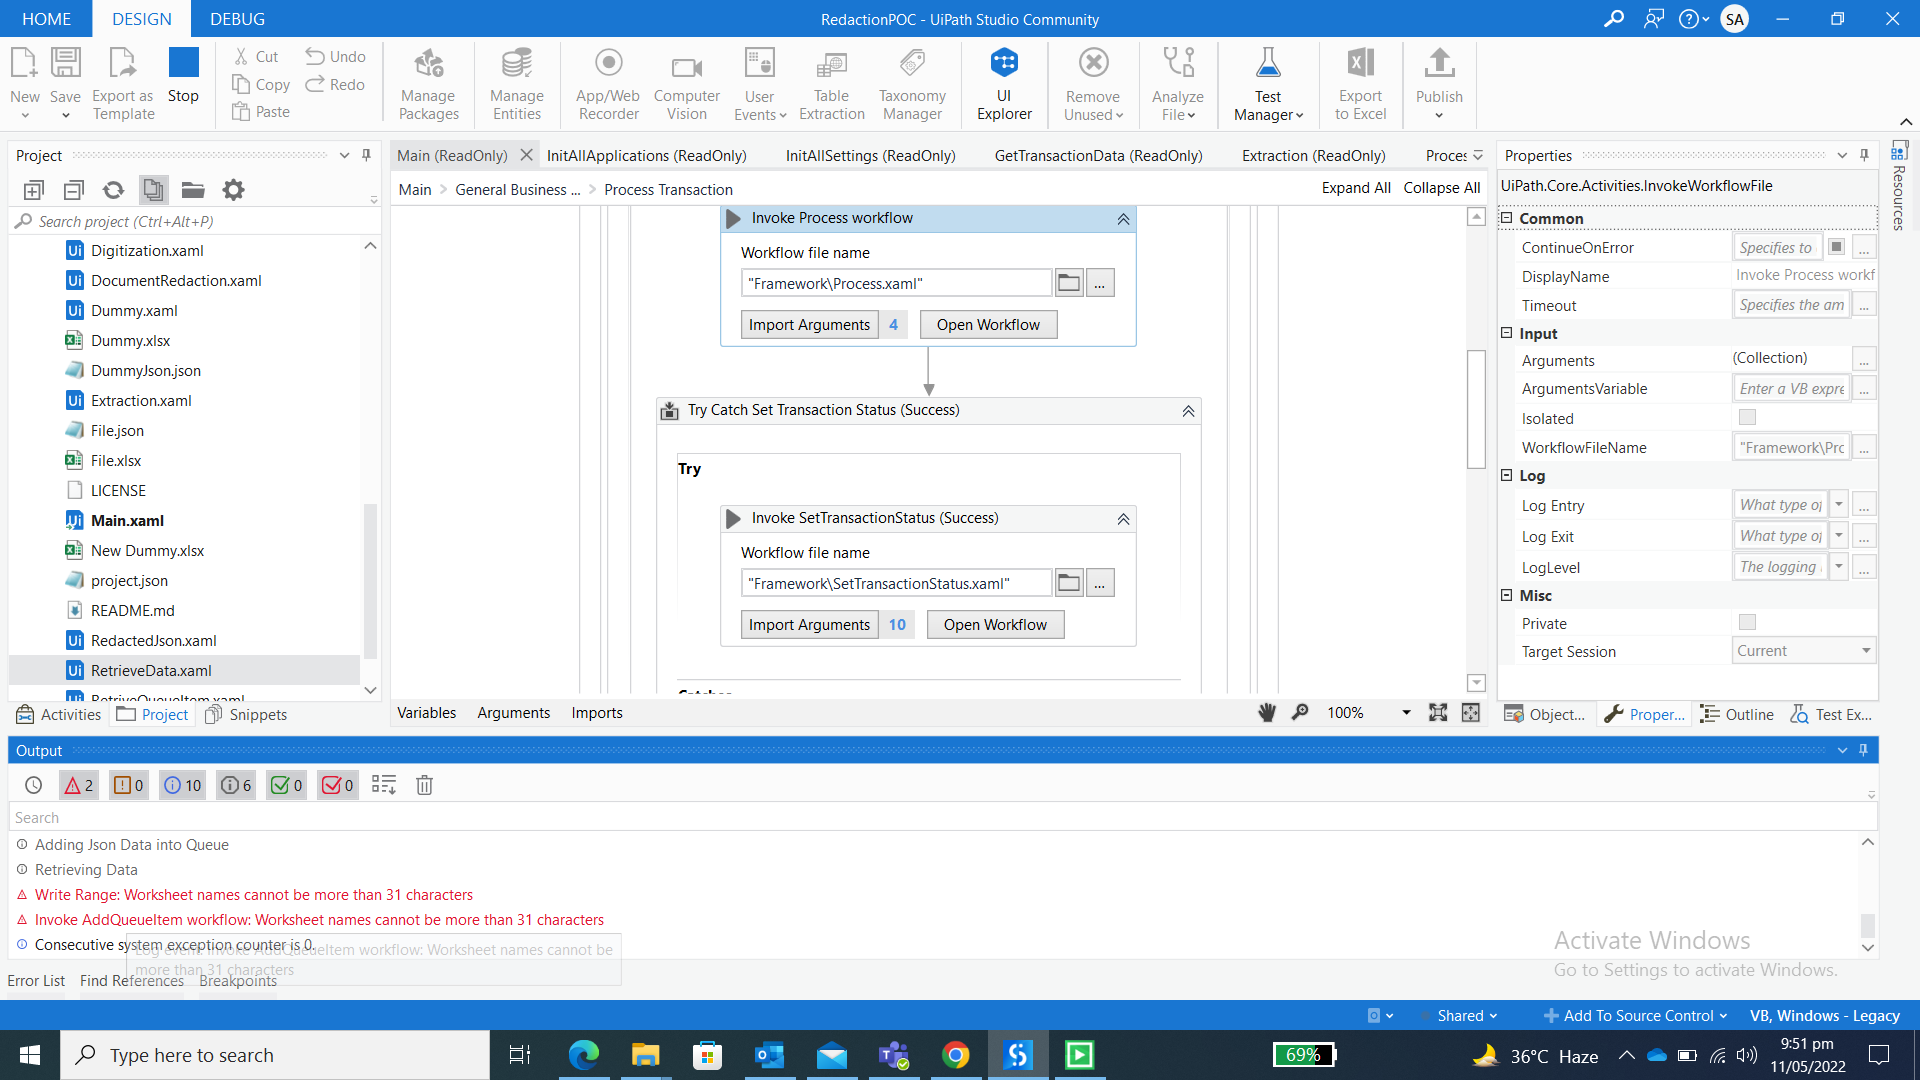 HOME DESIGN DEBUG RedactionPOC - UiPath Studio Community SA
New Save Export as Template Stop Cut Copy Paste Undo Redo Manage Packages Manage Entities App/Web Recorder Computer Vision User Events Table Extraction Taxonomy Manager UI Explorer Remove Unused Analyze File Test Manager Export to Excel Publish
Project
Search project (Ctrl+Alt+P)
Digitization.xaml
DocumentRedaction.xaml
Dummy.xaml
Dummy.xlsx
DummyJson.json
Extraction.xaml
File.json
File.xlsx
LICENSE
Main.xaml
New Dummy.xlsx
project.json
README.md
RedactedJson.xaml
RetrieveData.xaml
RetriveQueueItem.xaml
Activities Project Snippets
Main (ReadOnly) InitAllApplications (ReadOnly) InitAllSettings (ReadOnly) GetTransactionData (ReadOnly) Extraction (ReadOnly) Proces
Main > General Business ... > Process Transaction Expand All Collapse All
Invoke Process workflow
Workflow file name
"Framework\Process.xaml" ...
Import Arguments 4 Open Workflow
Try Catch Set Transaction Status (Success)
Try
Invoke SetTransactionStatus (Success)
Workflow file name
"Framework\SetTransactionStatus.xaml" ...
Import Arguments 10 Open Workflow
Catches
Variables Arguments Imports 100%
Properties
UiPath.Core.Activities.InvokeWorkflowFile
Common
ContinueOnError Specifies to ...
DisplayName Invoke Process workf
Timeout Specifies the am ...
Input
Arguments (Collection) ...
ArgumentsVariable Enter a VB expre ...
Isolated
WorkflowFileName "Framework\Prc ...
Log
Log Entry What type of ...
Log Exit What type of ...
LogLevel The logging ...
Misc
Private
Target Session Current
Object... Proper... Outline Test Ex...
Resources
Output
2 0 10 6 0 0
Search
Adding Json Data into Queue
Retrieving Data
Write Range: Worksheet names cannot be more than 31 characters
Invoke AddQueueItem workflow: Worksheet names cannot be more than 31 characters
Consecutive system exception counter is 0.
Log event: Invoke AddQueueItem workflow: Worksheet names cannot be
more than 31 characters
Error List Find References Breakpoints
Activate Windows
Go to Settings to activate Windows.
Shared Add To Source Control VB, Windows - Legacy
Type here to search 69% 36°C Haze 9:51 pm
11/05/2022